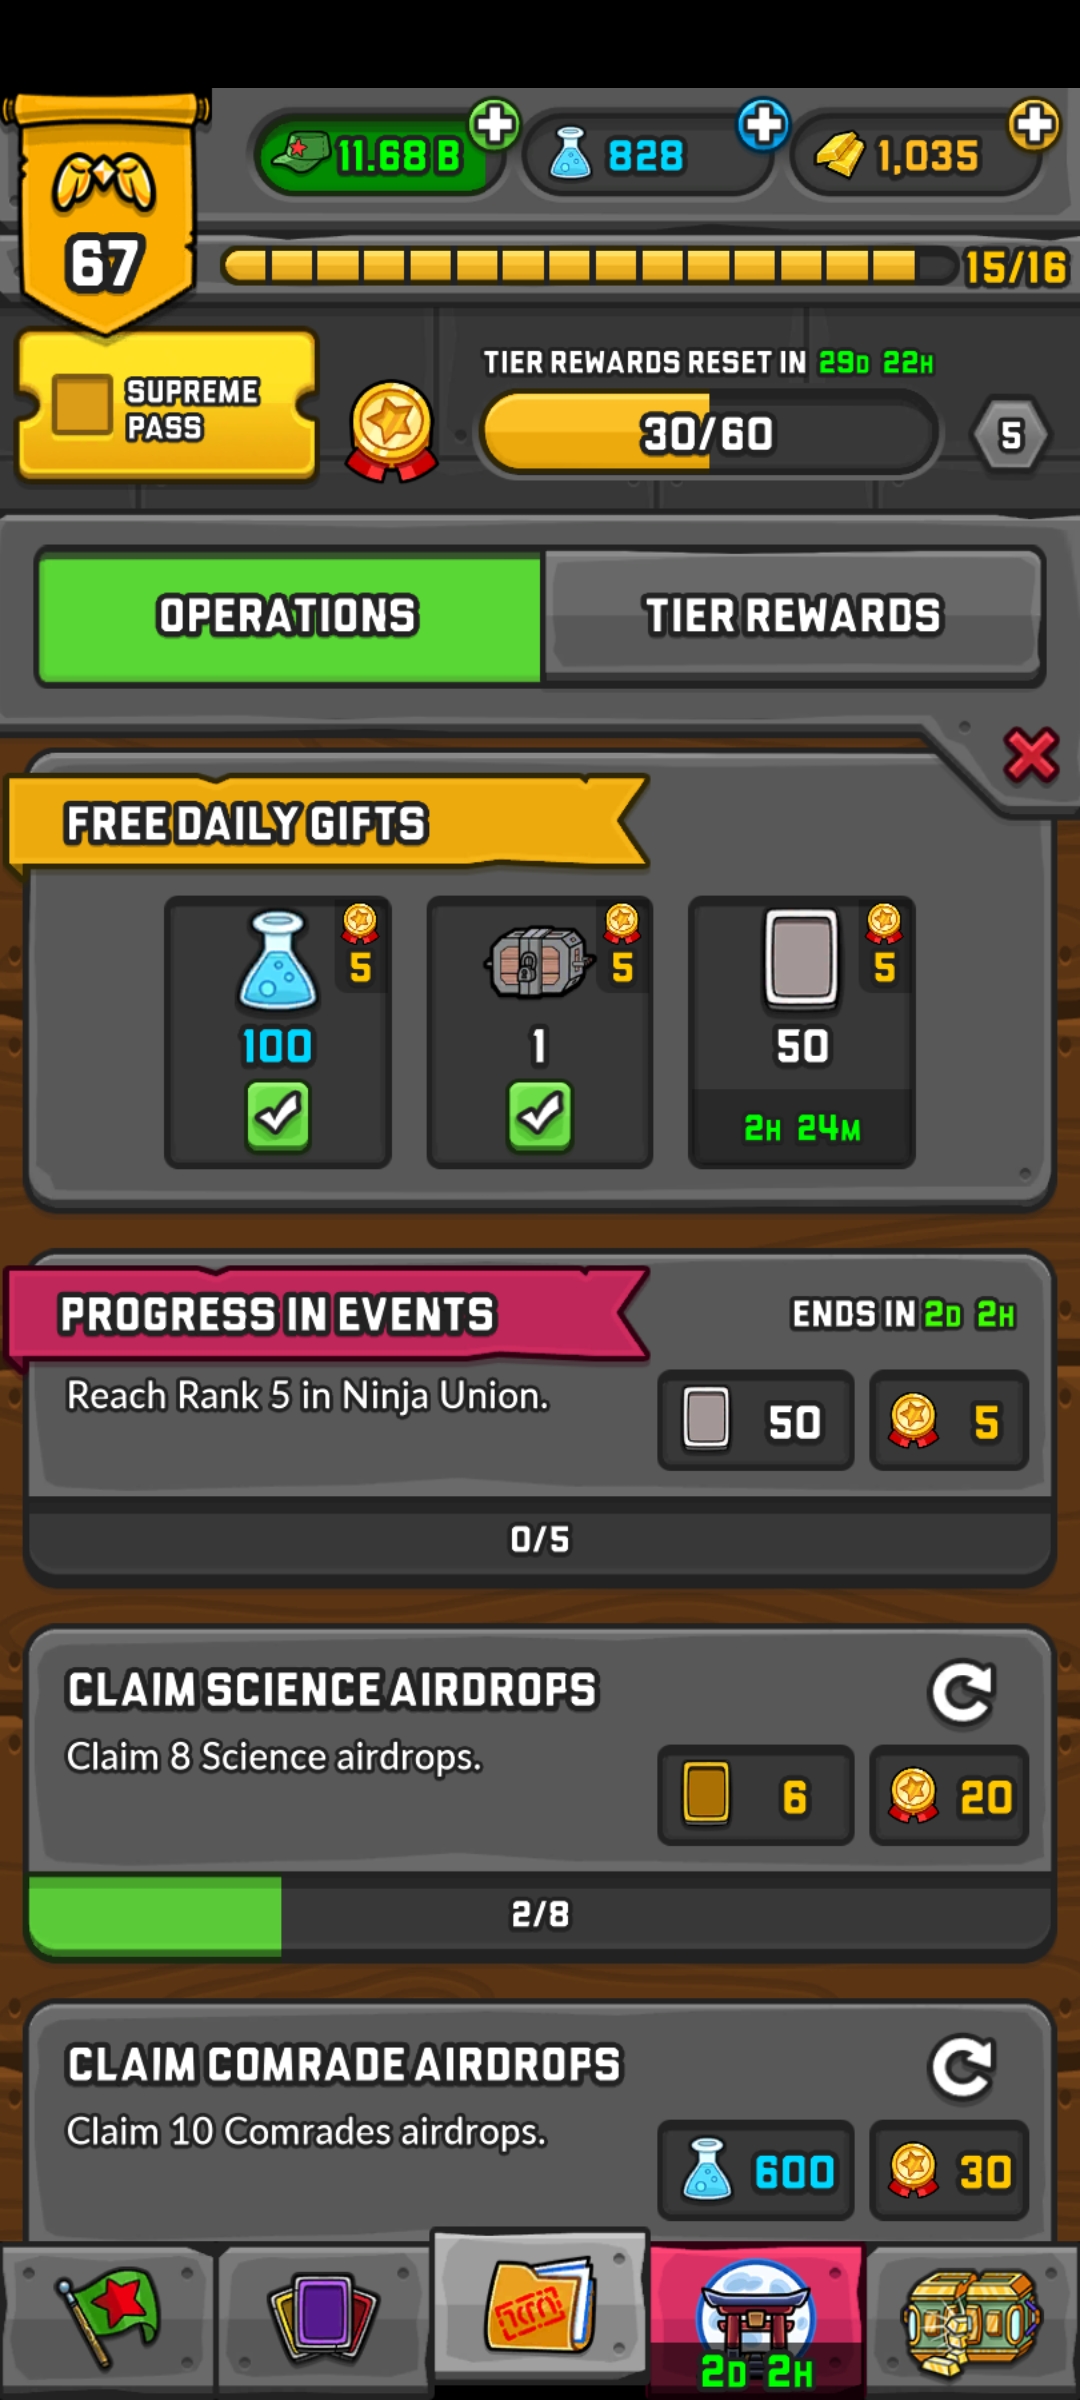 11.68 B
828
1,035
67
15/16
SUPREME
PASS
TIER REWARDS RESET IN 29D 22H
30/60
5
OPERATIONS
TIER REWARDS
FREE DAILY GIFTS
5
5
5
100
1
50
2H 24M
PROGRESS IN EVENTS
ENDS IN 2D 2H
Reach Rank 5 in Ninja Union.
50
5
0/5
CLAIM SCIENCE AIRDROPS
Claim 8 Science airdrops.
6
20
2/8
CLAIM COMRADE AIRDROPS
Claim 10 Comrades airdrops.
600
30
2D 2H